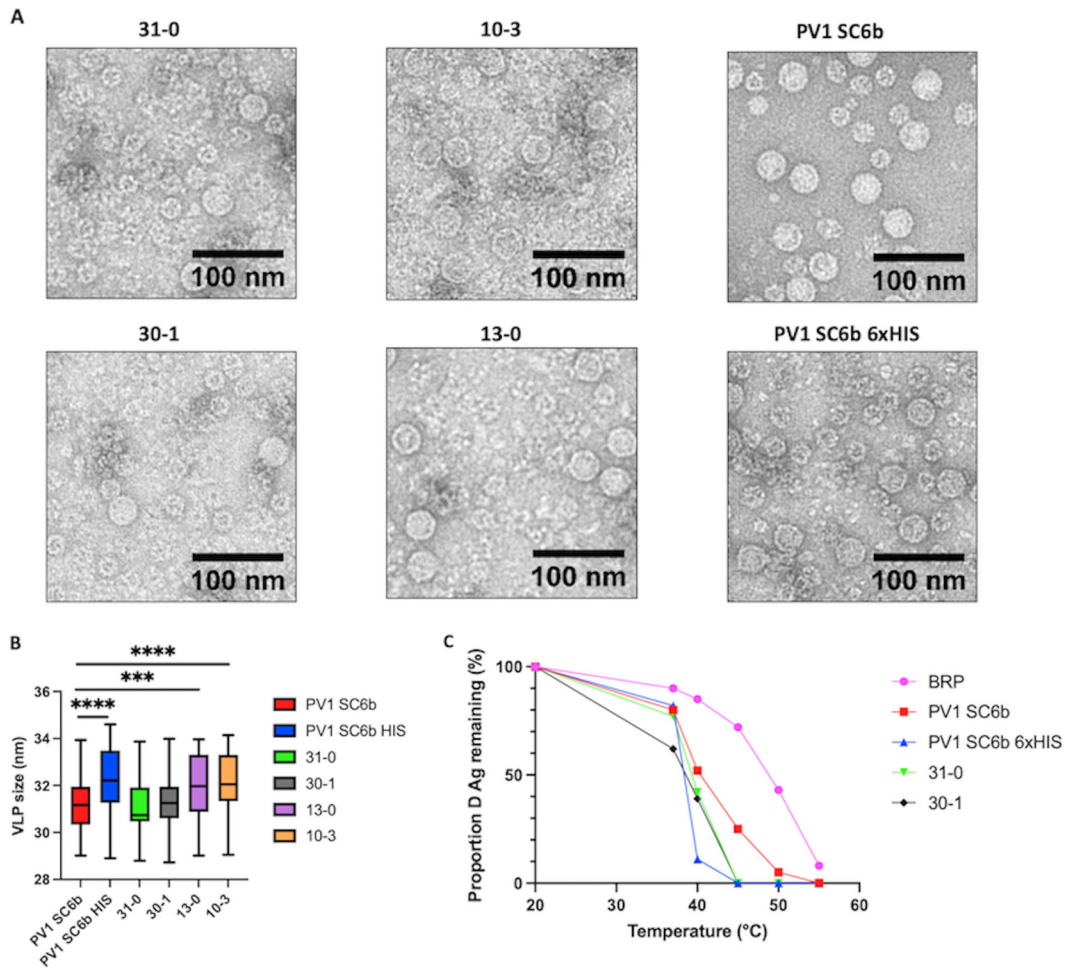 A
31-0
10-3
PV1 SC6b
100 nm
100 nm
100 nm
30-1
13-0
PV1 SC6b 6xHIS
100 nm
100 nm
100 nm
B
****
***
****
36
34
32
30
28
VLP size (nm)
PV1 SC6b
PV1 SC6b HIS
31-0
30-1
13-0
10-3
PV1 SC6b
PV1 SC6b HIS
31-0
30-1
13-0
10-3
C
Proportion D Ag remaining (%)
100
50
0
20
30
40
50
60
Temperature (°C)
BRP
PV1 SC6b
PV1 SC6b 6xHIS
31-0
30-1